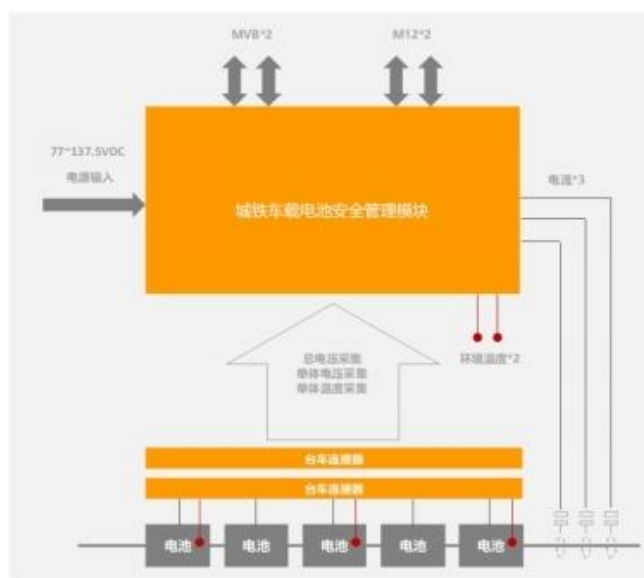 MVB*2
M12*2
77~137.5VDC
电源输入
电流*3
城铁车载电池安全管理模块
总电压采集
单体电压采集
单体温度采集
环境温度*2
台车连接器
台车连接器
电池
电池
电池
电池
电池